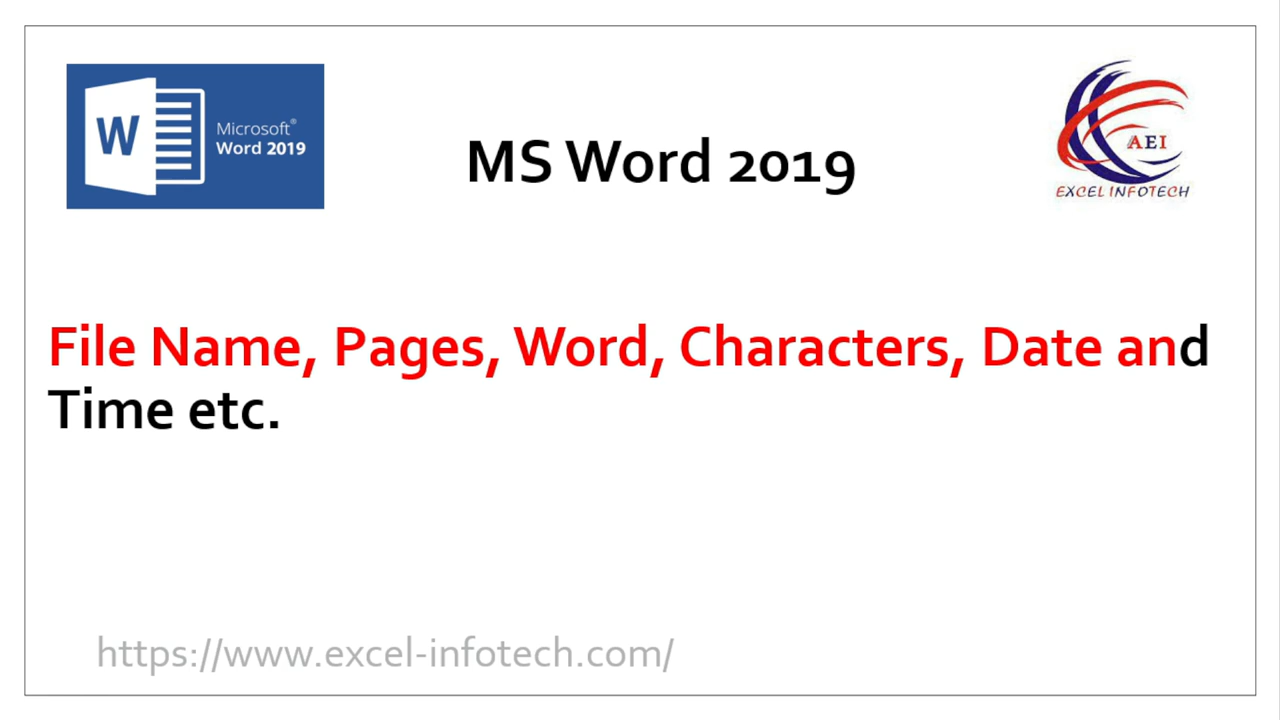 W
Microsoft®
Word 2019
MS Word 2019
AEI
EXCEL INFOTECH
File Name, Pages, Word, Characters, Date and
Time etc.
https://www.excel-infotech.com/